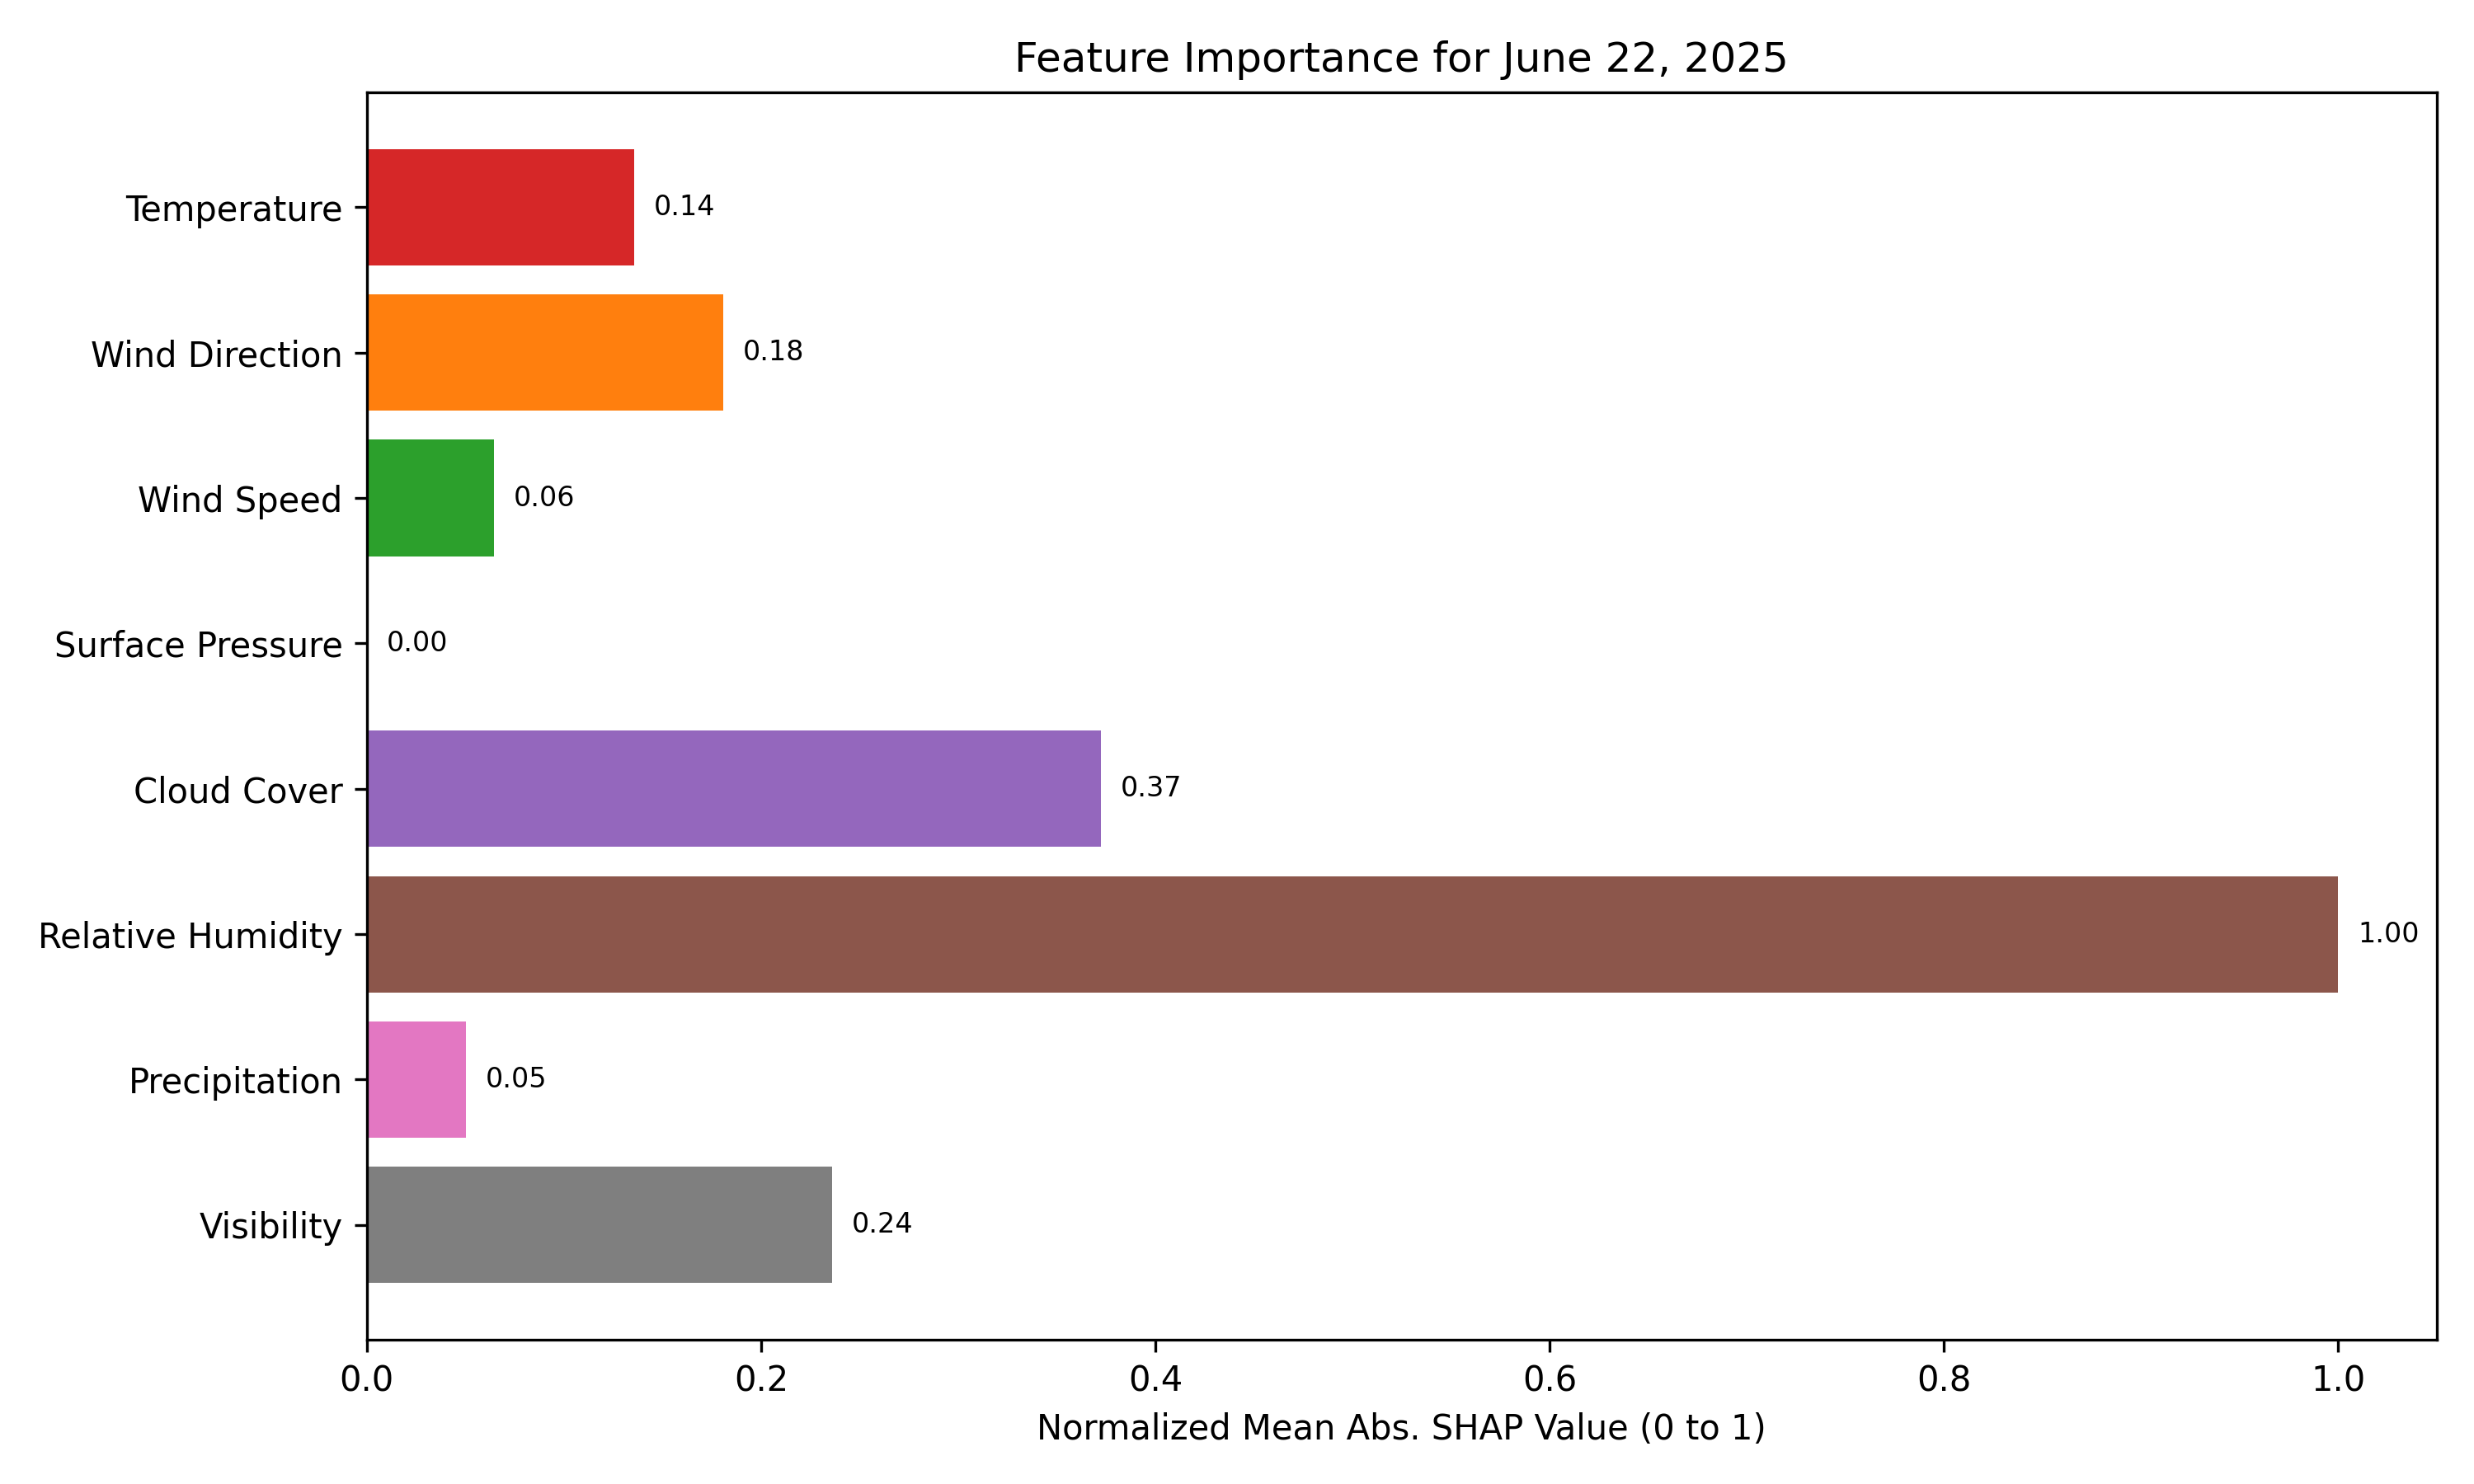 Feature Importance for June 22, 2025
Temperature 0.14
Wind Direction 0.18
Wind Speed 0.06
Surface Pressure 0.00
Cloud Cover 0.37
Relative Humidity 1.00
Precipitation 0.05
Visibility 0.24
0.0 0.2 0.4 0.6 0.8 1.0
Normalized Mean Abs. SHAP Value (0 to 1)